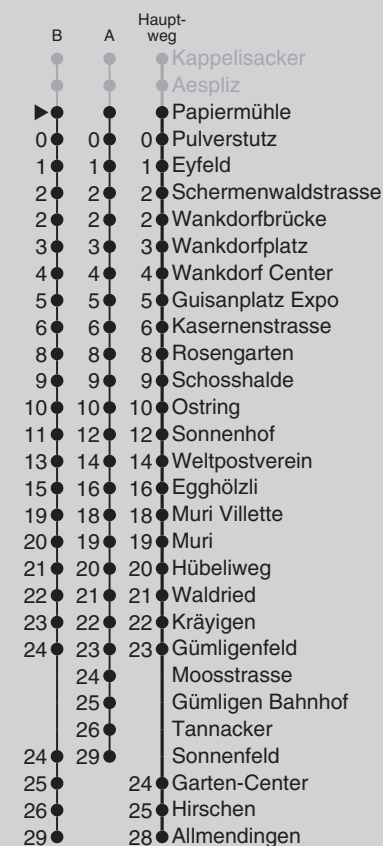 Haupt-
B A weg
Kappelisacker
Aespliz
Papiermühle
0 0 0 Pulverstutz
1 1 1 Eyfeld
2 2 2 Schermenwaldstrasse
2 2 2 Wankdorfbrücke
3 3 3 Wankdorfplatz
4 4 4 Wankdorf Center
5 5 5 Guisanplatz Expo
6 6 6 Kasernenstrasse
8 8 8 Rosengarten
9 9 9 Schosshalde
10 10 10 Ostring
11 12 12 Sonnenhof
13 14 14 Weltpostverein
15 16 16 Egghölzli
19 18 18 Muri Villette
20 19 19 Muri
21 20 20 Hübeliweg
22 21 21 Waldried
23 22 22 Kräyigen
24 23 23 Gümligenfeld
24 Moosstrasse
25 Gümligen Bahnhof
26 Tannacker
24 29 Sonnenfeld
25 24 Garten-Center
26 25 Hirschen
29 28 Allmendingen